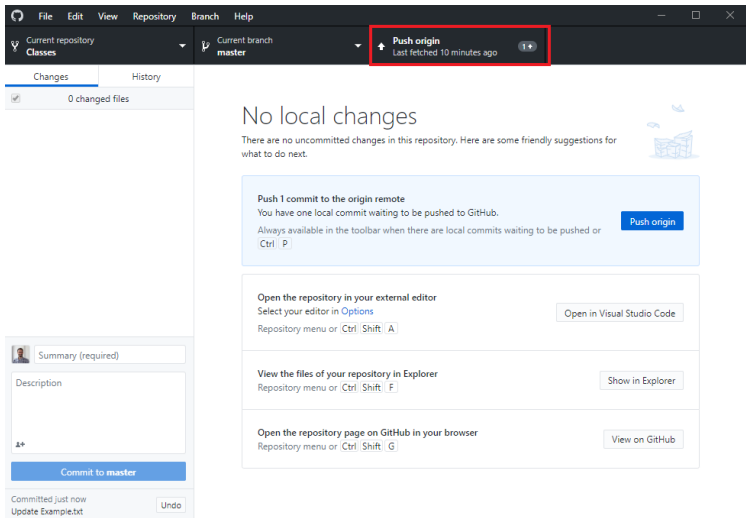 File Edit View Repository Branch Help
Current repository
Classes
Current branch
master
Push origin
Last fetched 10 minutes ago
1
Changes History
0 changed files
No local changes
There are no uncommitted changes in this repository. Here are some friendly suggestions for
what to do next.
Push 1 commit to the origin remote
You have one local commit waiting to be pushed to GitHub.
Always available in the toolbar when there are local commits waiting to be pushed or
Ctrl P
Push origin
Open the repository in your external editor
Select your editor in Options
Repository menu or Ctrl Shift A
Open in Visual Studio Code
View the files of your repository in Explorer
Repository menu or Ctrl Shift F
Show in Explorer
Open the repository page on GitHub in your browser
Repository menu or Ctrl Shift G
View on GitHub
Summary (required)
Description
Commit to master
Committed just now
Update Example.txt
Undo